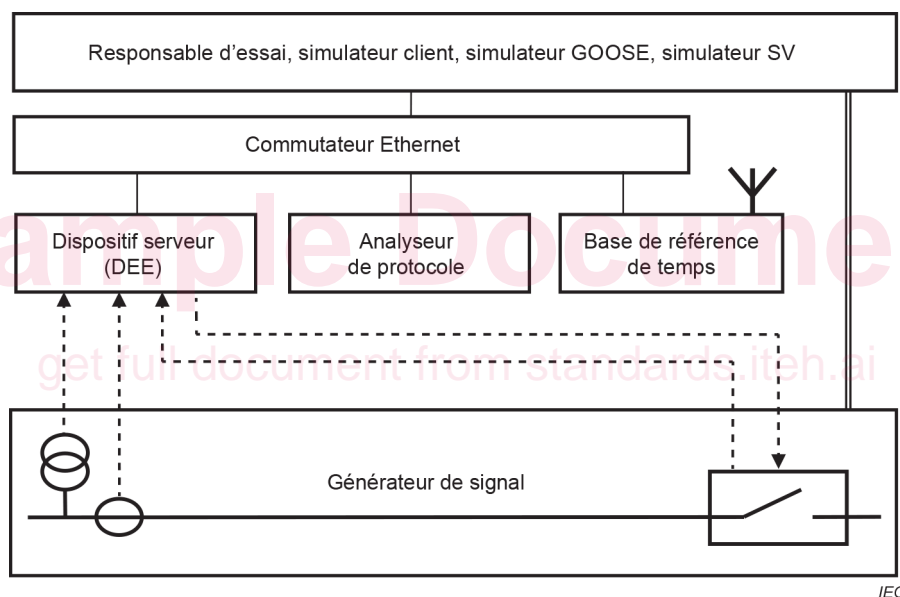 Responsable d'essai, simulateur client, simulateur GOOSE, simulateur SV
Commutateur Ethernet
Dispositif serveur
(DEE)
Analyseur
de protocole
Base de référence
de temps
ample Docume
get full document from standards.iteh.ai
Générateur de signal
IEC